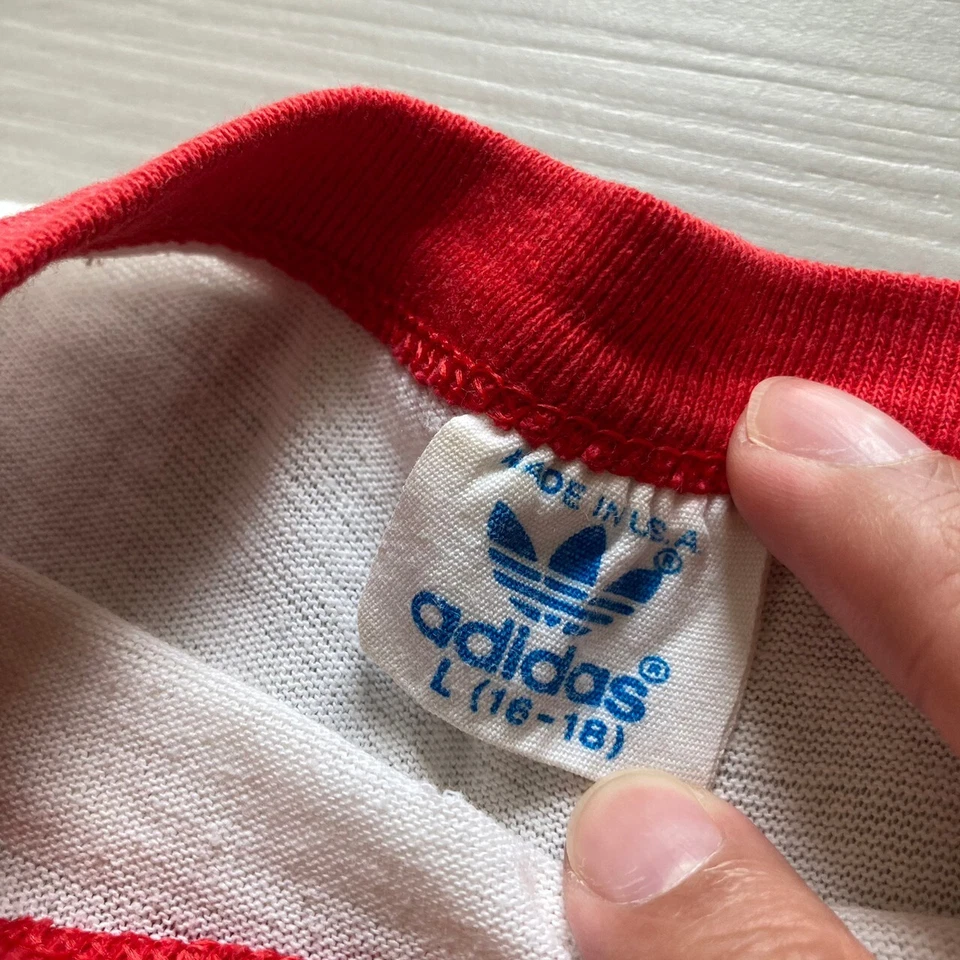 MADE IN U.S.A
®
adidas®
L (16-18)